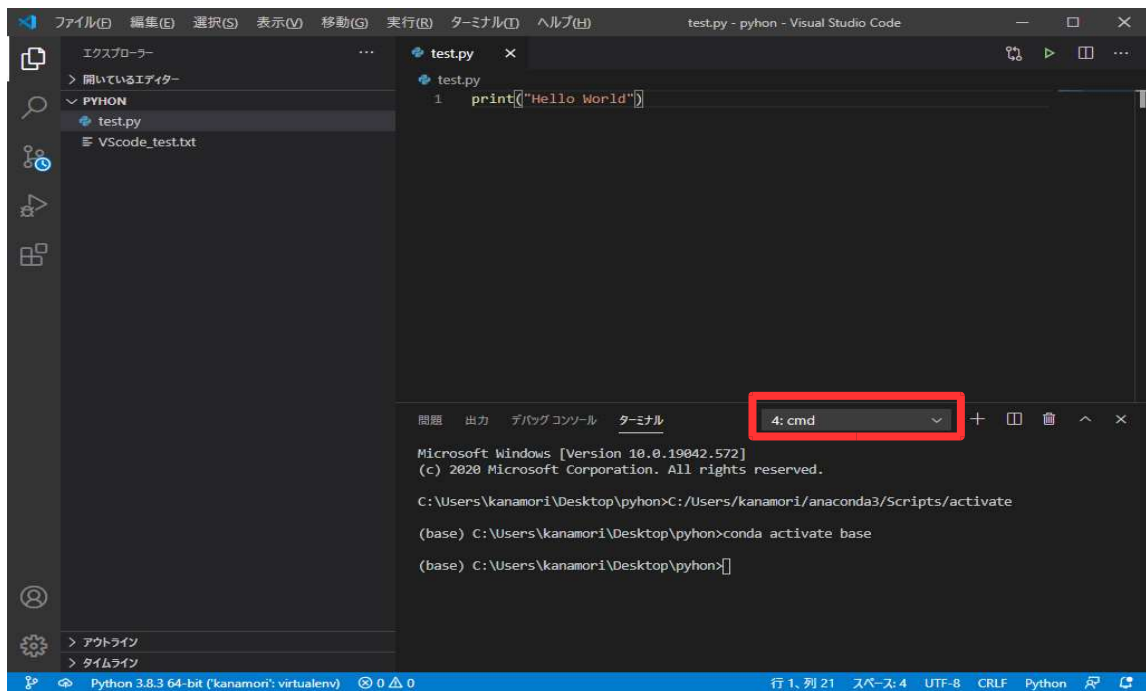 ファイル(F) 編集(E) 選択(S) 表示(V) 移動(G) 実行(R) ターミナル(T) ヘルプ(H) test.py - pyhon - Visual Studio Code
エクスプローラー
test.py
開いているエディター
test.py
PYHON
1 print("Hello World")
test.py
VScode_test.txt
問題 出力 デバッグ コンソール ターミナル 4: cmd
Microsoft Windows [Version 10.0.19042.572]
(c) 2020 Microsoft Corporation. All rights reserved.
C:\Users\kanamori\Desktop\pyhon>C:/Users/kanamori/anaconda3/Scripts/activate
(base) C:\Users\kanamori\Desktop\pyhon>conda activate base
(base) C:\Users\kanamori\Desktop\pyhon>
アウトライン
タイムライン
Python 3.8.3 64-bit ('kanamori': virtualenv) 0 0 行 1、列 21 スペース: 4 UTF-8 CRLF Python